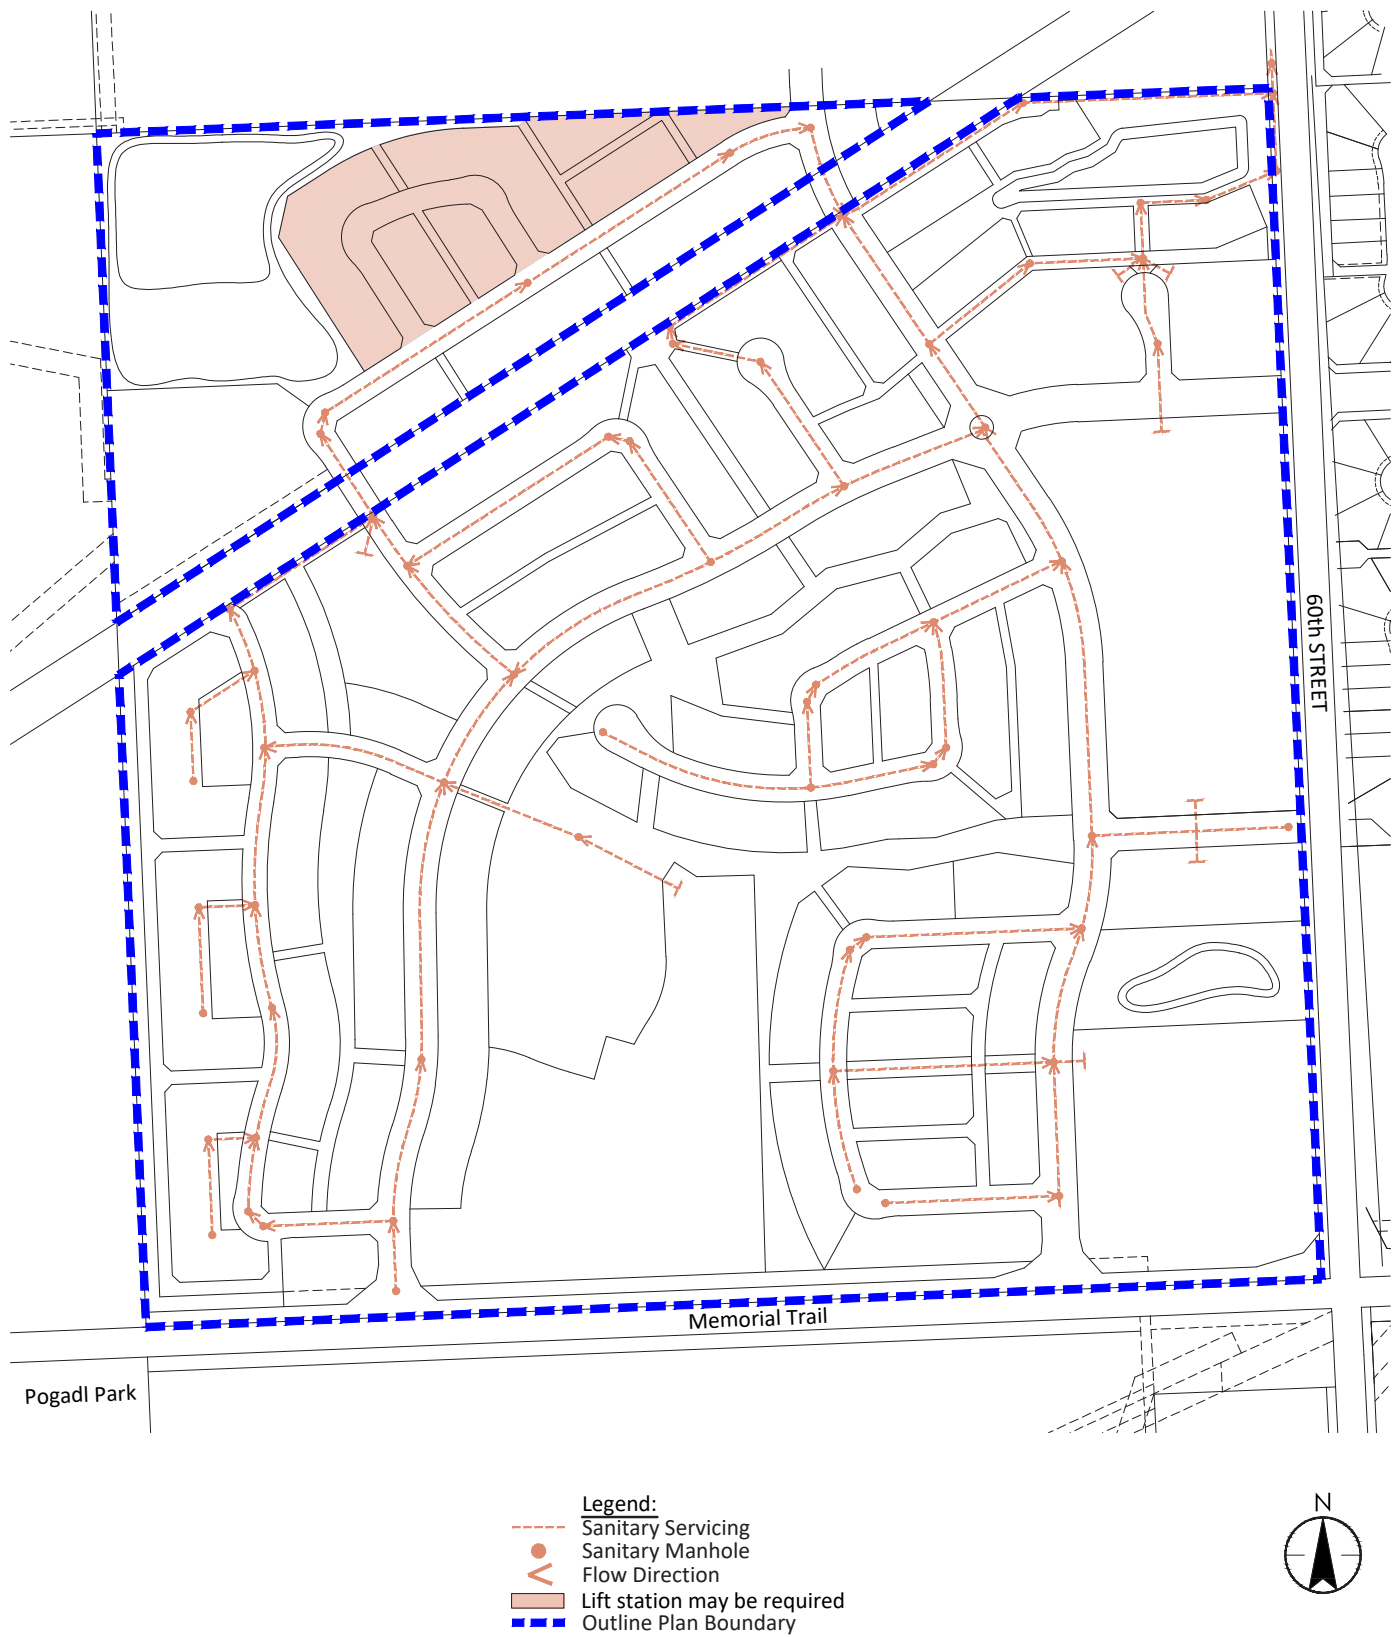 60th STREET
Memorial Trail
Pogadl Park
Legend:
Sanitary Servicing
Sanitary Manhole
Flow Direction
Lift station may be required
Outline Plan Boundary
N